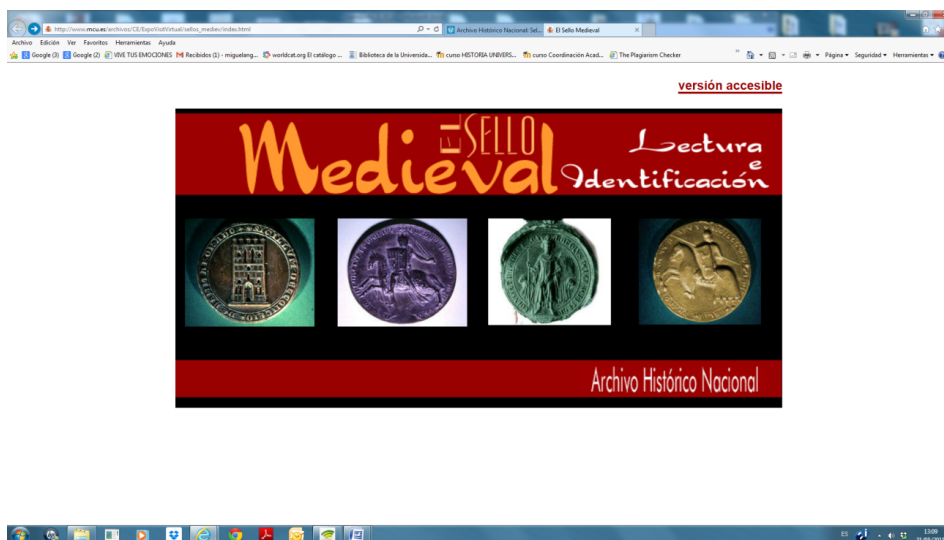 http://www.mcu.es/archivos/CE/ExpoVisitVirtual/sellos_mediev/index.html
Archivo Histórico Nacional: Sel...
El Sello Medieval
Archivo Edición Ver Favoritos Herramientas Ayuda
Google (3) Google (2) VIVE TUS EMOCIONES Recibidos (1) - miguelang... worldcat.org El catálogo ... Biblioteca de la Universida... curso HISTORIA UNIVERS... curso Coordinación Acad... The Plagiarism Checker
Página Seguridad Herramientas
versión accesible
EL SELLO
Medieval
Lectura
e
Identificación
Archivo Histórico Nacional
ES
13:09